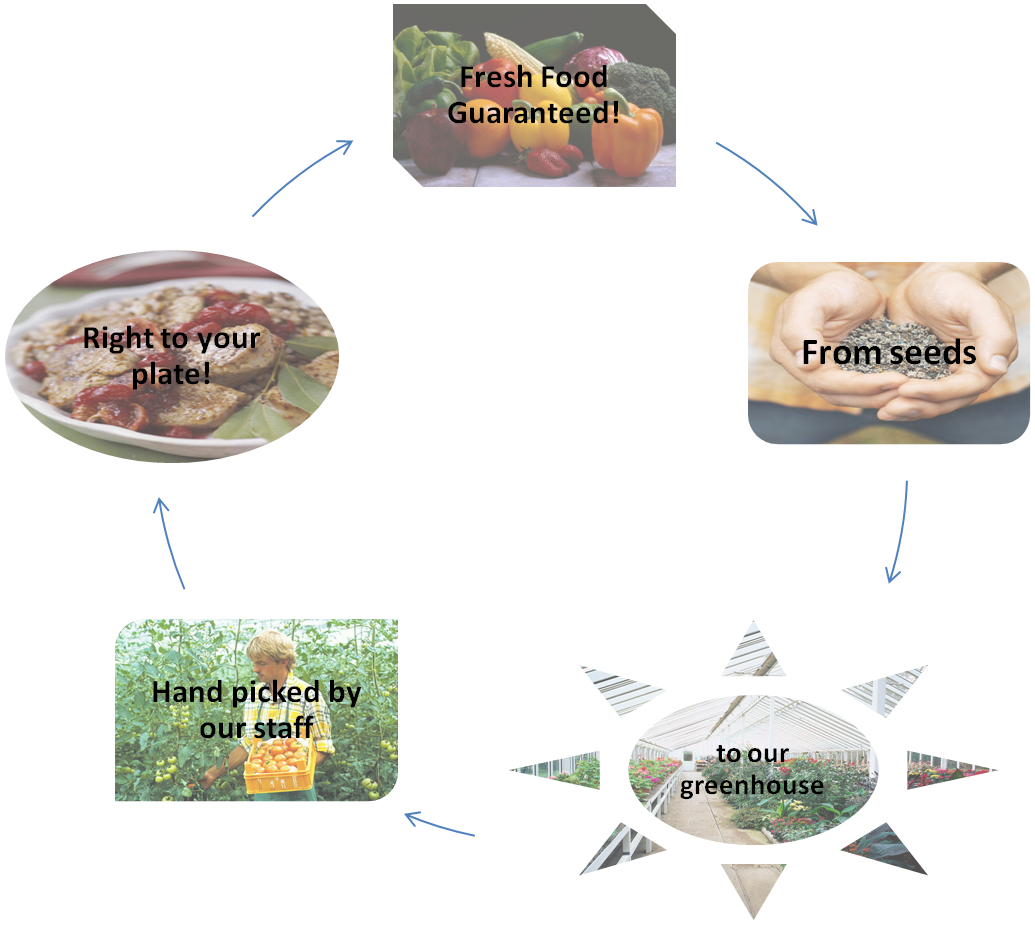 Fresh Food
Guaranteed!
From seeds
to our
greenhouse
Hand picked by
our staff
Right to your
plate!